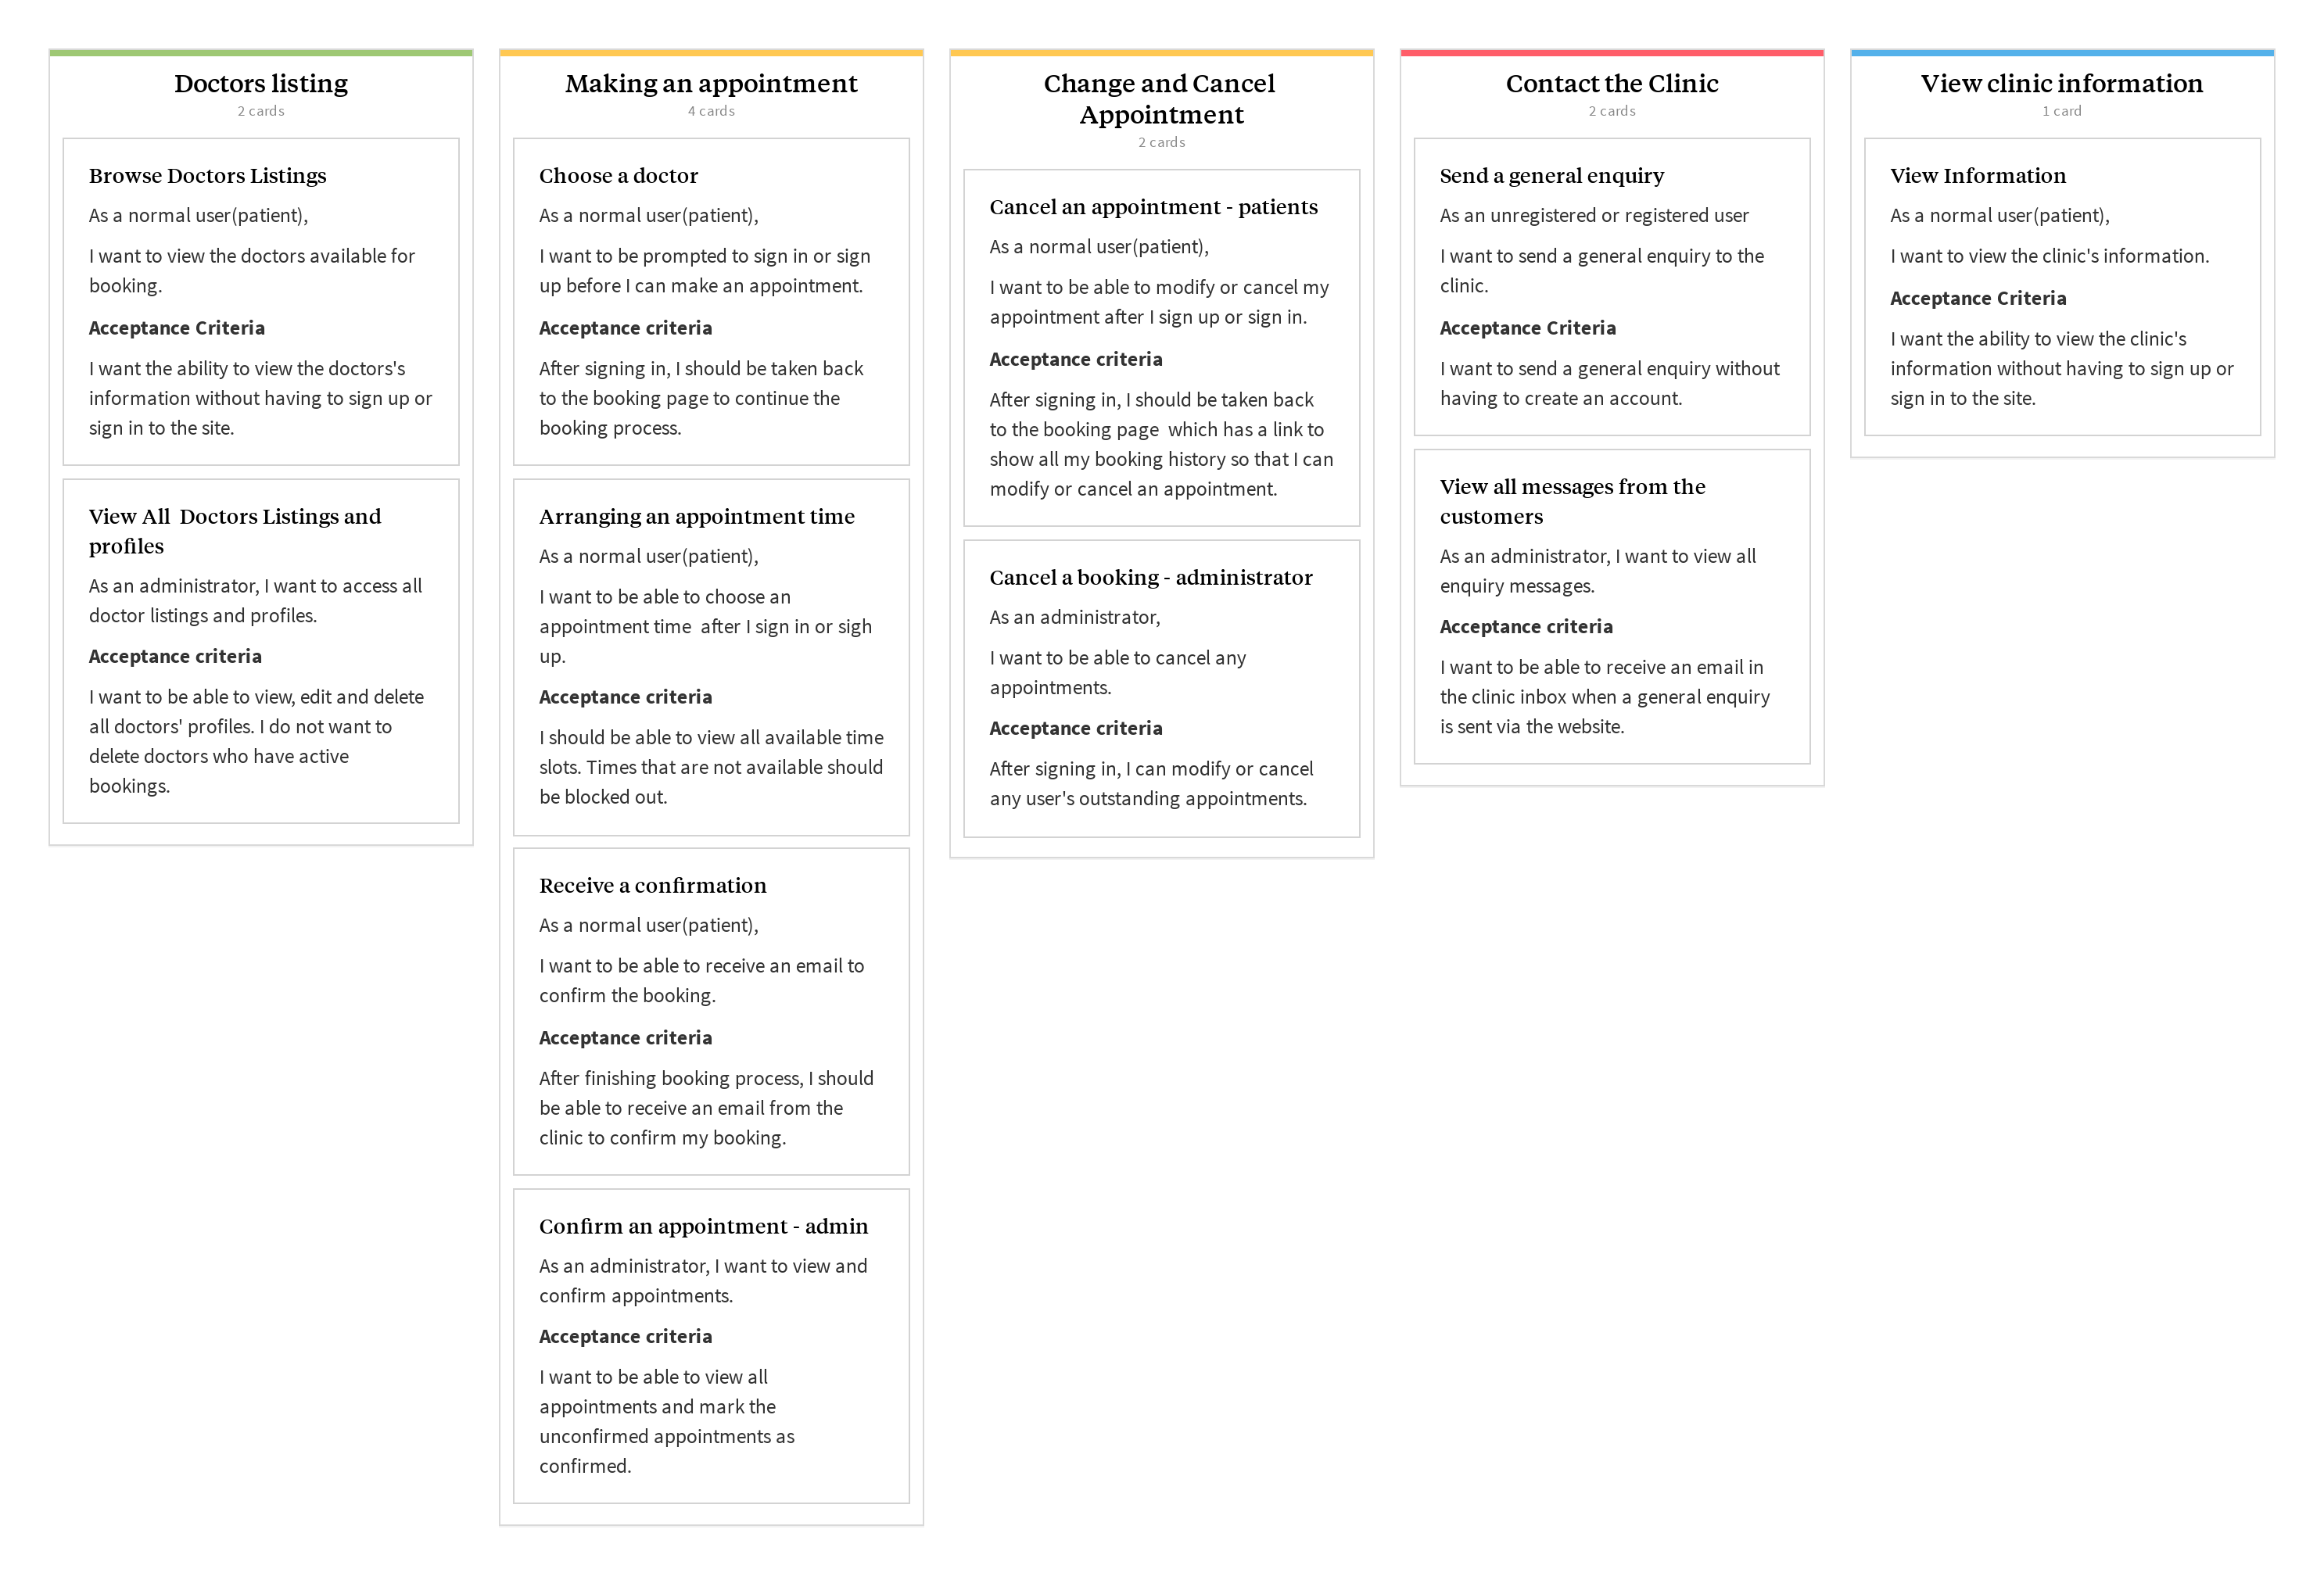 Doctors listing
2 cards
Browse Doctors Listings
As a normal user(patient),
I want to view the doctors available for
booking.
Acceptance Criteria
I want the ability to view the doctors's
information without having to sign up or
sign in to the site.
View All  Doctors Listings and
profiles
As an administrator, I want to access all
doctor listings and profiles.
Acceptance criteria
I want to be able to view, edit and delete
all doctors' profiles. I do not want to
delete doctors who have active
bookings.
Making an appointment
4 cards
Choose a doctor
As a normal user(patient),
I want to be prompted to sign in or sign
up before I can make an appointment.
Acceptance criteria
After signing in, I should be taken back
to the booking page to continue the
booking process.
Arranging an appointment time
As a normal user(patient),
I want to be able to choose an
appointment time  after I sign in or sigh
up.
Acceptance criteria
I should be able to view all available time
slots. Times that are not available should
be blocked out.
Receive a confirmation
As a normal user(patient),
I want to be able to receive an email to
confirm the booking.
Acceptance criteria
After finishing booking process, I should
be able to receive an email from the
clinic to confirm my booking.
Confirm an appointment - admin
As an administrator, I want to view and
confirm appointments.
Acceptance criteria
I want to be able to view all
appointments and mark the
unconfirmed appointments as
confirmed.
Change and Cancel
Appointment
2 cards
Cancel an appointment - patients
As a normal user(patient),
I want to be able to modify or cancel my
appointment after I sign up or sign in.
Acceptance criteria
After signing in, I should be taken back
to the booking page  which has a link to
show all my booking history so that I can
modify or cancel an appointment.
Cancel a booking - administrator
As an administrator,
I want to be able to cancel any
appointments.
Acceptance criteria
After signing in, I can modify or cancel
any user's outstanding appointments.
Contact the Clinic
2 cards
Send a general enquiry
As an unregistered or registered user
I want to send a general enquiry to the
clinic.
Acceptance Criteria
I want to send a general enquiry without
having to create an account.
View all messages from the
customers
As an administrator, I want to view all
enquiry messages.
Acceptance criteria
I want to be able to receive an email in
the clinic inbox when a general enquiry
is sent via the website.
View clinic information
1 card
View Information
As a normal user(patient),
I want to view the clinic's information.
Acceptance Criteria
I want the ability to view the clinic's
information without having to sign up or
sign in to the site.